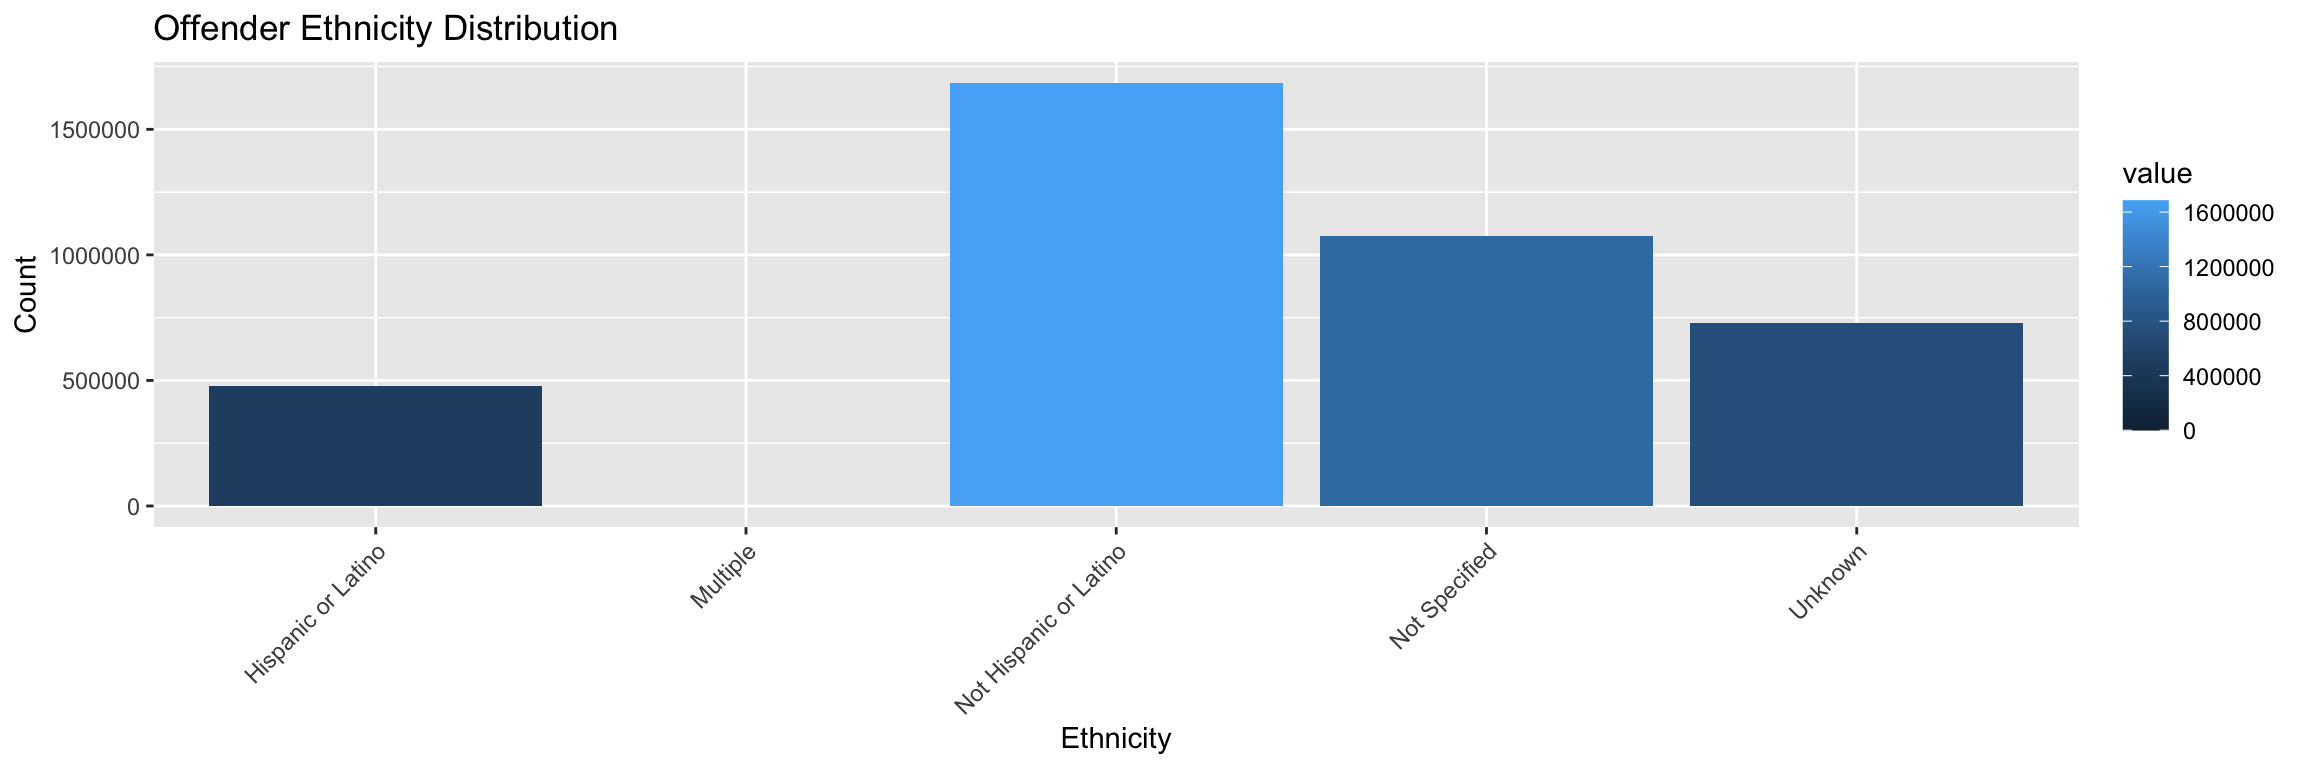 Offender Ethnicity Distribution
Count
1500000
1000000
500000
0
Hispanic or Latino
Multiple
Not Hispanic or Latino
Not Specified
Unknown
Ethnicity
value
1600000
1200000
800000
400000
0